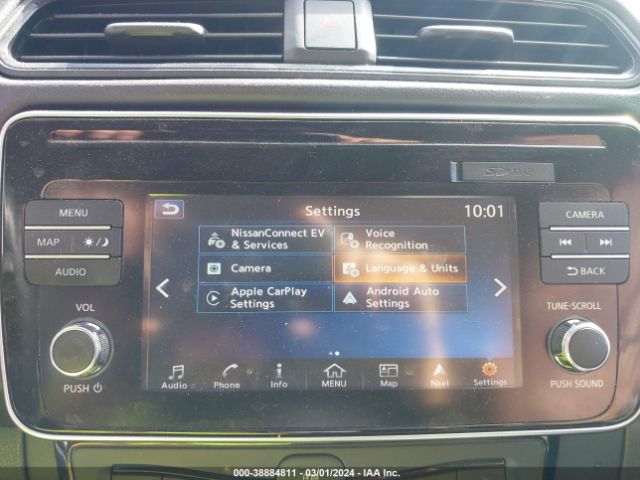 SD
MENU
MAP
AUDIO
VOL
PUSH
Settings
10:01
NissanConnect EV
& Services
Voice
Recognition
Camera
Language & Units
Apple CarPlay
Settings
Android Auto
Settings
Audio
Phone
Info
MENU
Map
Navi
Settings
CAMERA
BACK
TUNE·SCROLL
PUSH SOUND
000-38884811 - 03/01/2024 - IAA Inc.